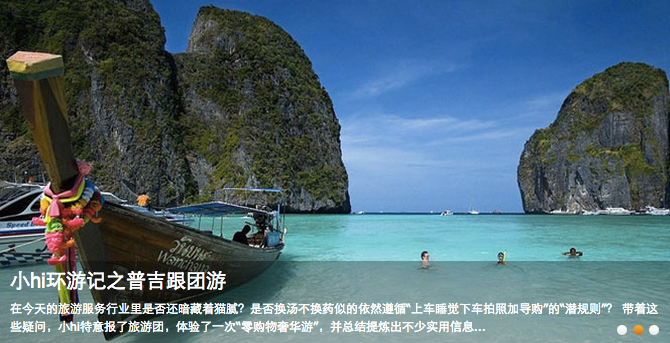 Speed
วิมาน
小hi环游记之普吉跟团游
在今天的旅游服务行业里是否还暗藏着猫腻？是否换汤不换药似的依然遵循“上车睡觉下车拍照加导购”的“潜规则”？ 带着这
些疑问，小hi特意报了旅游团，体验了一次“零购物奢华游”，并总结提炼出不少实用信息...